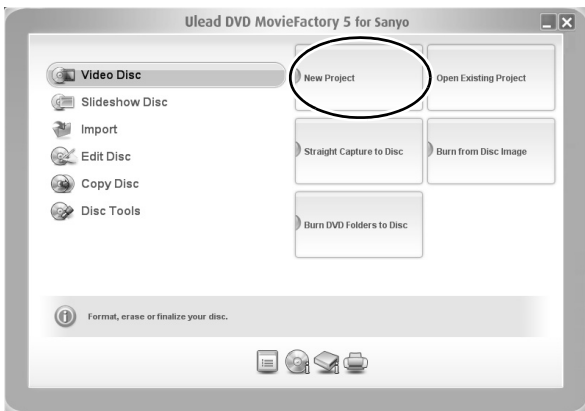 Ulead DVD MovieFactory 5 for Sanyo
Video Disc
Slideshow Disc
Import
Edit Disc
Copy Disc
Disc Tools
New Project
Open Existing Project
Straight Capture to Disc
Burn from Disc Image
Burn DVD Folders to Disc
Format, erase or finalize your disc.